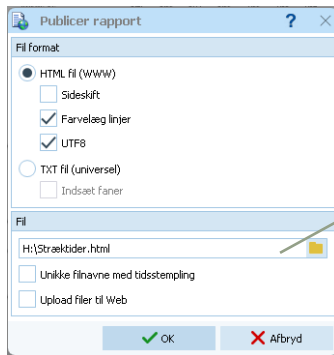 Publicer rapport ?
Fil format
HTML fil (WWW)
Sideskift
Farvelæg linjer
UTF8
TXT fil (universel)
Indsæt faner
Fil
H:\Stræktider.html
Unikke filnavne med tidsstempling
Upload filer til Web
OK Afbryd